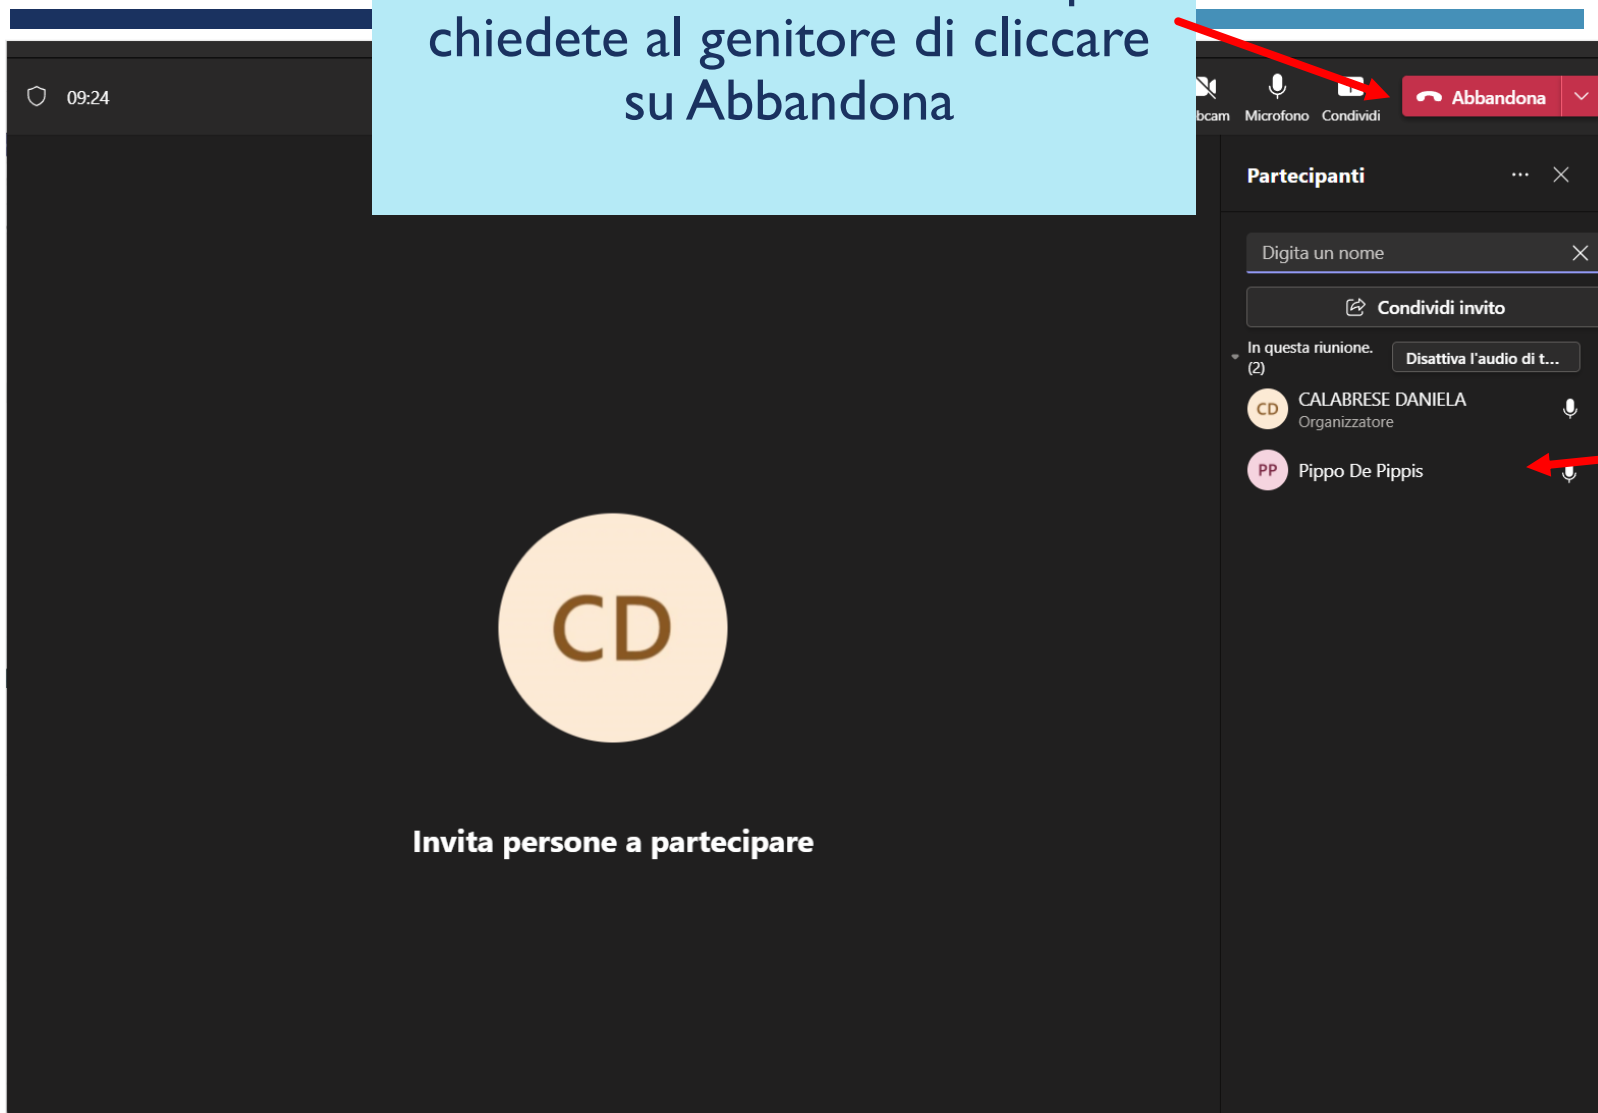 chiedete al genitore di cliccare
su Abbandona
09:24
Microfono
Condividi
Abbandona
Partecipanti
Digita un nome
Condividi invito
In questa riunione.
(2)
Disattiva l'audio di t...
CD
CALABRESE DANIELA
Organizzatore
PP
Pippo De Pippis
CD
Invita persone a partecipare